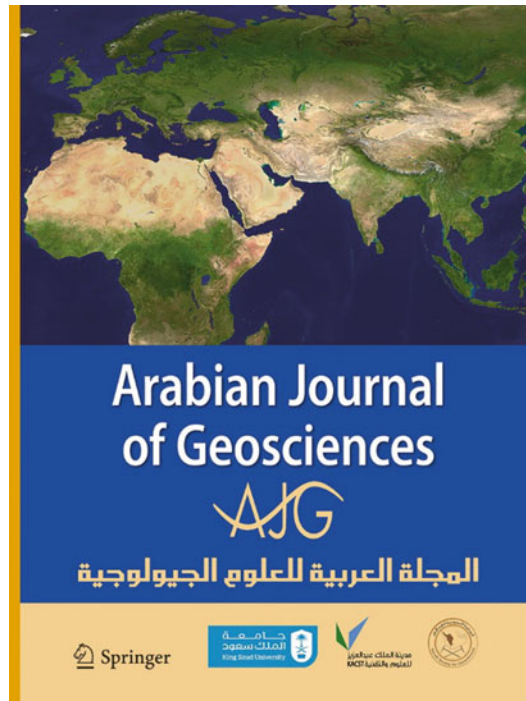 Arabian Journal
of Geosciences
AJG
المجلة العربية للعلوم الجيولوجية
Springer
جامعة
الملك سعود
King Saud University
مدينة الملك عبدالعزيز
للعلوم والتقنية KACST